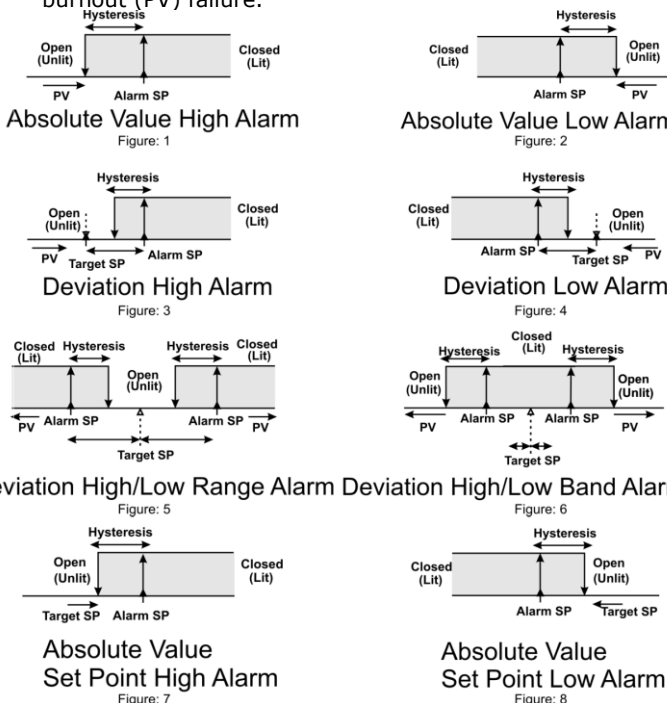 burnout (PV) failure.
Hysteresis
Open
(Unlit)
Closed
(Lit)
PV
Alarm SP
Absolute Value High Alarm
Figure: 1
Hysteresis
Closed
(Lit)
Open
(Unlit)
Alarm SP
PV
Absolute Value Low Alarm
Figure: 2
Hysteresis
Open
(Unlit)
Closed
(Lit)
PV
Target SP
Alarm SP
Deviation High Alarm
Figure: 3
Hysteresis
Closed
(Lit)
Open
(Unlit)
Alarm SP
PV
Target SP
Deviation Low Alarm
Figure: 4
Closed
(Lit)
Hysteresis
Open
(Unlit)
Hysteresis
Closed
(Lit)
PV
Alarm SP
Alarm SP
PV
Target SP
eviation High/Low Range Alarm
Figure: 5
Closed
(Lit)
Hysteresis
Hysteresis
Open
(Unlit)
Open
(Unlit)
PV
Alarm SP
Alarm SP
PV
Target SP
Deviation High/Low Band Alarm
Figure: 6
Hysteresis
Open
(Unlit)
Closed
(Lit)
Target SP
Alarm SP
Absolute Value
Set Point High Alarm
Figure: 7
Hysteresis
Closed
(Lit)
Open
(Unlit)
Alarm SP
Target SP
Absolute Value
Set Point Low Alarm
Figure: 8